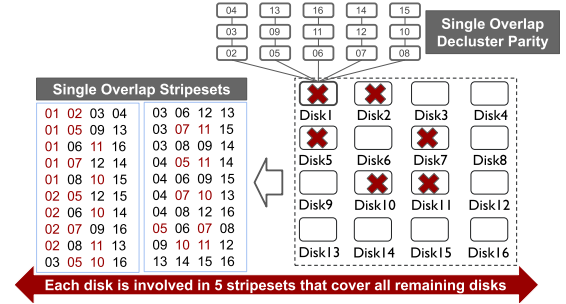 04 13 16 14 15
03 09 11 12 10
02 05 06 07 08
Single Overlap
Decluster Parity
Single Overlap Stripesets
01 02 03 04
01 05 09 13
01 06 11 16
01 07 12 14
01 08 10 15
02 05 12 15
02 06 10 14
02 07 09 16
02 08 11 13
03 05 10 16
03 06 12 13
03 07 11 15
03 08 09 14
04 05 11 14
04 06 09 15
04 07 10 13
04 08 12 16
05 06 07 08
09 10 11 12
13 14 15 16
Disk1 Disk2 Disk3 Disk4
Disk5 Disk6 Disk7 Disk8
Disk9 Disk10 Disk11 Disk12
Disk13 Disk14 Disk15 Disk16
Each disk is involved in 5 stripesets that cover all remaining disks